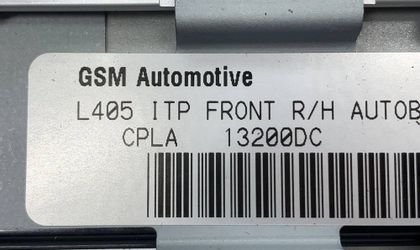 GSM Automotive
L405 ITP FRONT R/H AUTOB
CPLA 13200DC